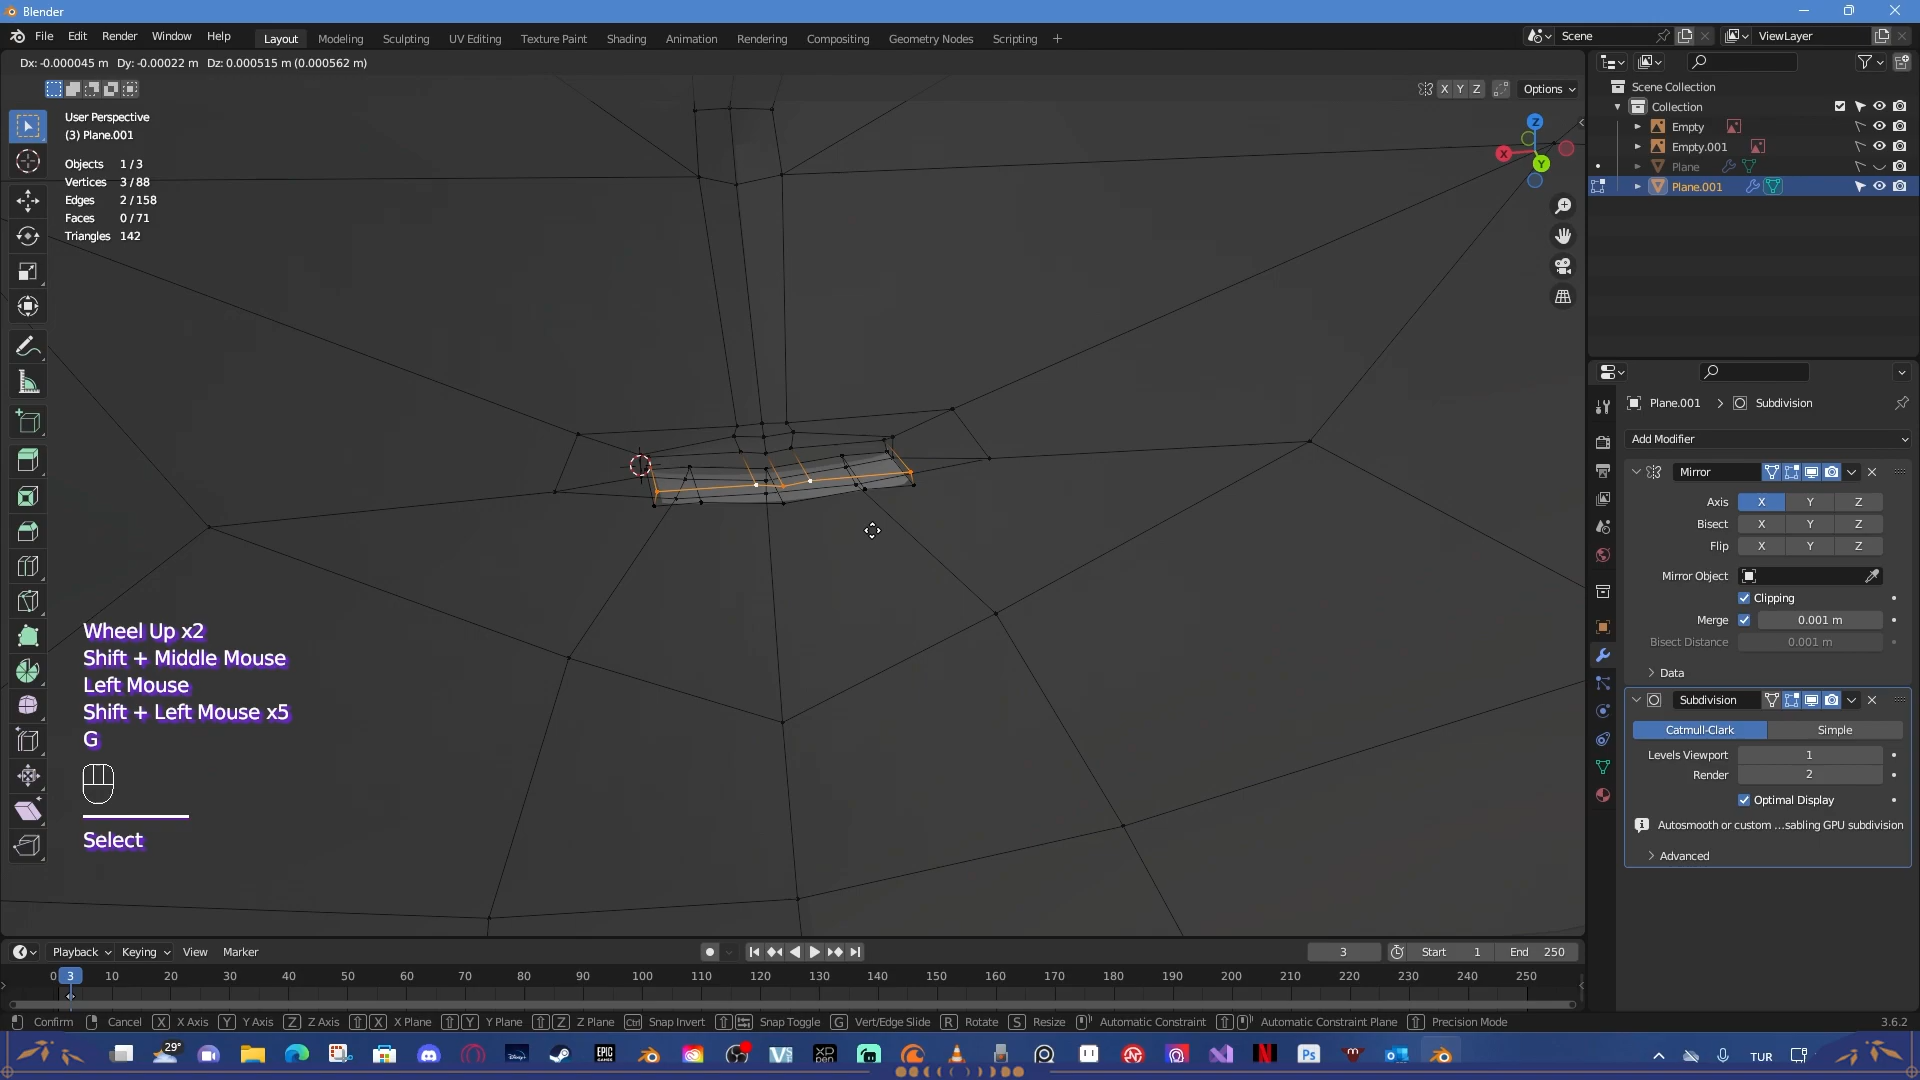 Blender
File Edit Render Window Help
Layout Modeling Sculpting UV Editing Texture Paint Shading Animation Rendering Compositing Geometry Nodes Scripting +
Scene
ViewLayer
Dx: -0.000045 m Dy: -0.00022 m Dz: 0.000515 m (0.000562 m)
X Y Z
Options
User Perspective
(3) Plane.001
Objects 1/3
Vertices 3/88
Edges 2/158
Faces 0/71
Triangles 142
Z
X
Y
Scene Collection
Collection
Empty
Empty.001
Plane
Plane.001
Plane.001 > Subdivision
Add Modifier
Mirror
Axis X Y Z
Bisect X Y Z
Flip X Y Z
Mirror Object
Clipping
Merge 0.001 m
Bisect Distance 0.001 m
Data
Subdivision
Catmull-Clark Simple
Levels Viewport 1
Render 2
Optimal Display
Autosmooth or custom ...sabling GPU subdivision
Advanced
Wheel Up x2
Shift + Middle Mouse
Left Mouse
Shift + Left Mouse x5
G
Select
Playback Keying View Marker
3 Start 1 End 250
0 3 10 20 30 40 50 60 70 80 90 100 110 120 130 140 150 160 170 180 190 200 210 220 230 240 250
Confirm Cancel X X Axis Y Y Axis Z Z Axis X X Plane Y Y Plane Z Z Plane Ctrl Snap Invert Snap Toggle G Vert/Edge Slide R Rotate S Resize Automatic Constraint Automatic Constraint Plane Precision Mode 3.6.2
29° Disney+ EPIC GAMES XP PEN N Ps TUR